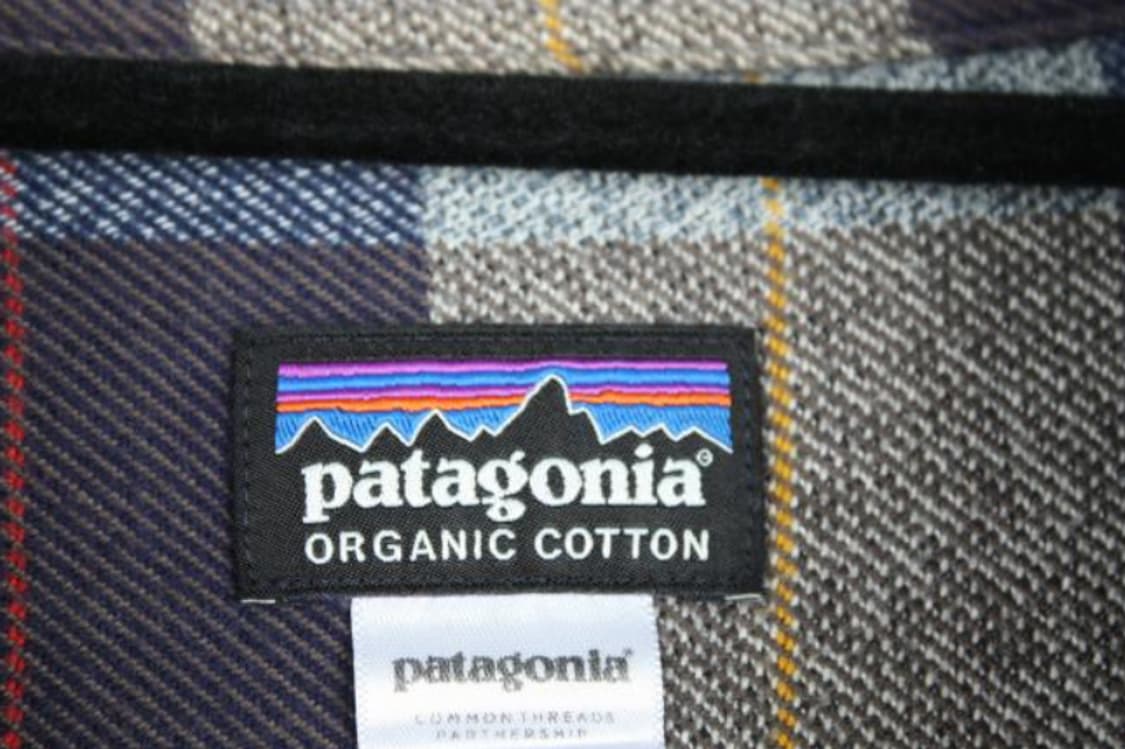 patagonia®
ORGANIC COTTON
patagonia®
COMMON THREADS
PARTNERSHIP